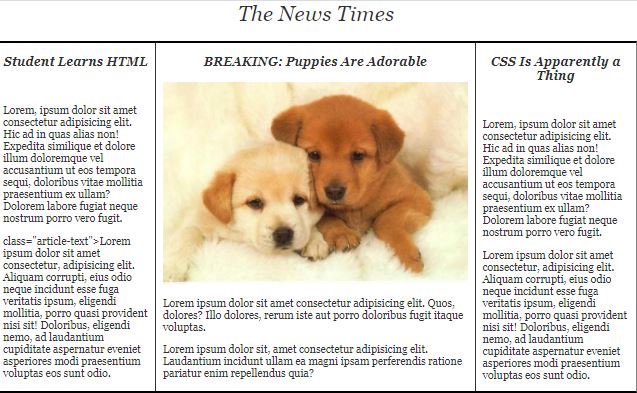 The News Times
Student Learns HTML
Lorem, ipsum dolor sit amet
consectetur adipisicing elit.
Hic ad in quas alias non!
Expedita similique et dolore
illum doloremque vel
accusantium ut eos tempora
sequi, doloribus vitae mollitia
praesentium ex ullam?
Dolorem labore fugiat neque
nostrum porro vero fugit.
class="article-text">Lorem
ipsum dolor sit amet
consectetur, adipisicing elit.
Aliquam corrupti, eius odio
neque incidunt esse fuga
veritatis ipsum, eligendi
mollitia, porro quasi provident
nisi sit! Doloribus, eligendi
nemo, ad laudantium
cupiditate aspernatur eveniet
asperiores modi praesentium
voluptas eos sunt odio.
BREAKING: Puppies Are Adorable
Lorem ipsum dolor sit amet consectetur adipisicing elit. Quos,
dolores? Illo dolores, rerum iste aut porro doloribus fugit itaque
voluptas.
Lorem ipsum dolor sit, amet consectetur adipisicing elit.
Laudantium incidunt ullam ea magni ipsam perferendis ratione
pariatur enim repellendus quia?
CSS Is Apparently a
Thing
Lorem, ipsum dolor sit amet
consectetur adipisicing elit.
Hic ad in quas alias non!
Expedita similique et dolore
illum doloremque vel
accusantium ut eos tempora
sequi, doloribus vitae mollitia
praesentium ex ullam?
Dolorem labore fugiat neque
nostrum porro vero fugit.
Lorem ipsum dolor sit amet
consectetur, adipisicing elit.
Aliquam corrupti, eius odio
neque incidunt esse fuga
veritatis ipsum, eligendi
mollitia, porro quasi provident
nisi sit! Doloribus, eligendi
nemo, ad laudantium
cupiditate aspernatur eveniet
asperiores modi praesentium
voluptas eos sunt odio.